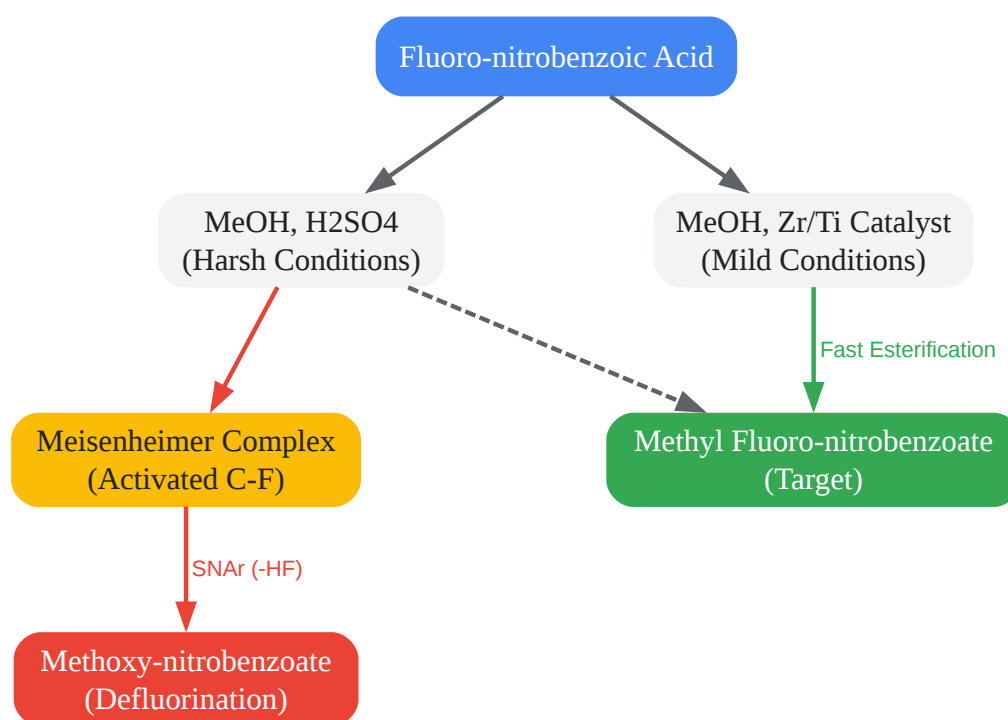 Fluoro-nitrobenzoic Acid
MeOH, H2SO4
(Harsh Conditions)
MeOH, Zr/Ti Catalyst
(Mild Conditions)
Fast Esterification
Meisenheimer Complex
(Activated C-F)
Methyl Fluoro-nitrobenzoate
(Target)
SNAr (-HF)
Methoxy-nitrobenzoate
(Defluorination)